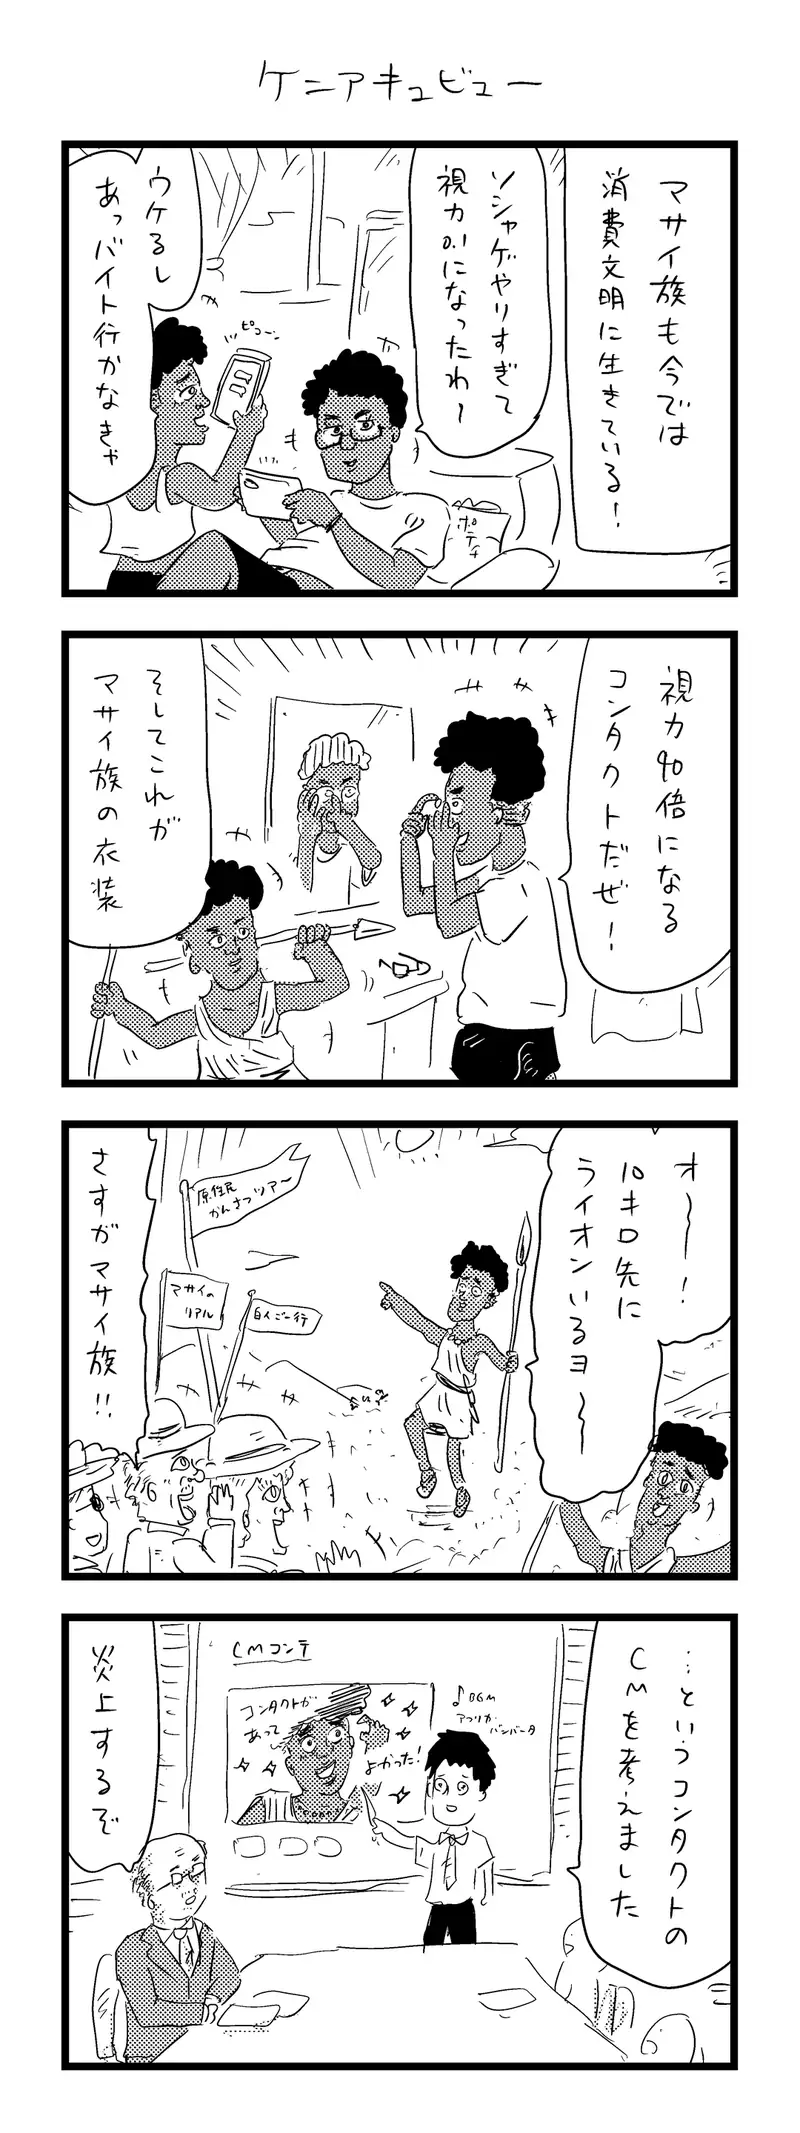 ケニアキュビュー
マサイ族も今では
消費文明に生きている!
ソシャゲやりすぎて
視力0.1になったわ〜
ピコーン
ウケるし
あっバイト行かなきゃ
ポテチ
視力40倍になる
コンタクトだぜ!
そしてこれが
マサイ族の衣装
オ〜〜!
10キロ先に
ライオンいるヨ〜〜
原住民
かんさつツアー
マサイの
リアル
白人ご一行
さすがマサイ族!!
…というコンタクトの
CMを考えました
CMコンテ
コンタクトが
あって
よかった!
♪BGM
アフリカ・
バンバータ
炎上するぞ